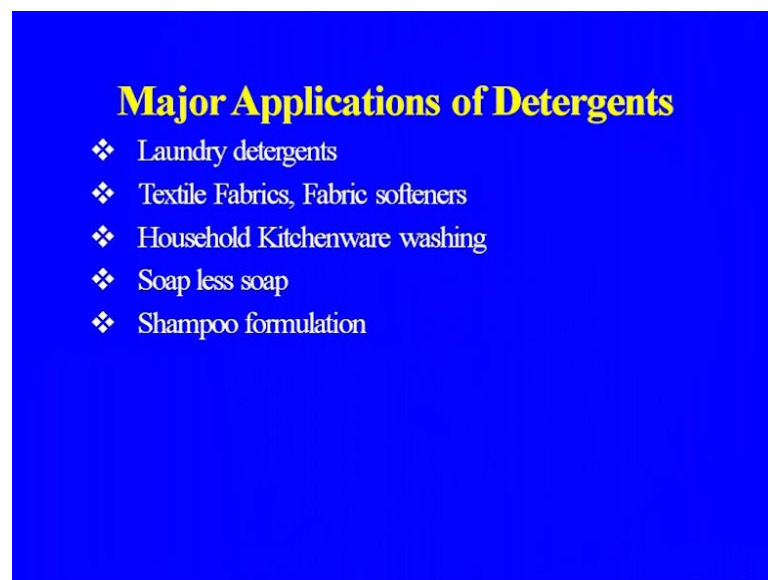 Major Applications of Detergents
❖ Laundry detergents
❖ Textile Fabrics, Fabric softeners
❖ Household Kitchenware washing
❖ Soap less soap
❖ Shampoo formulation